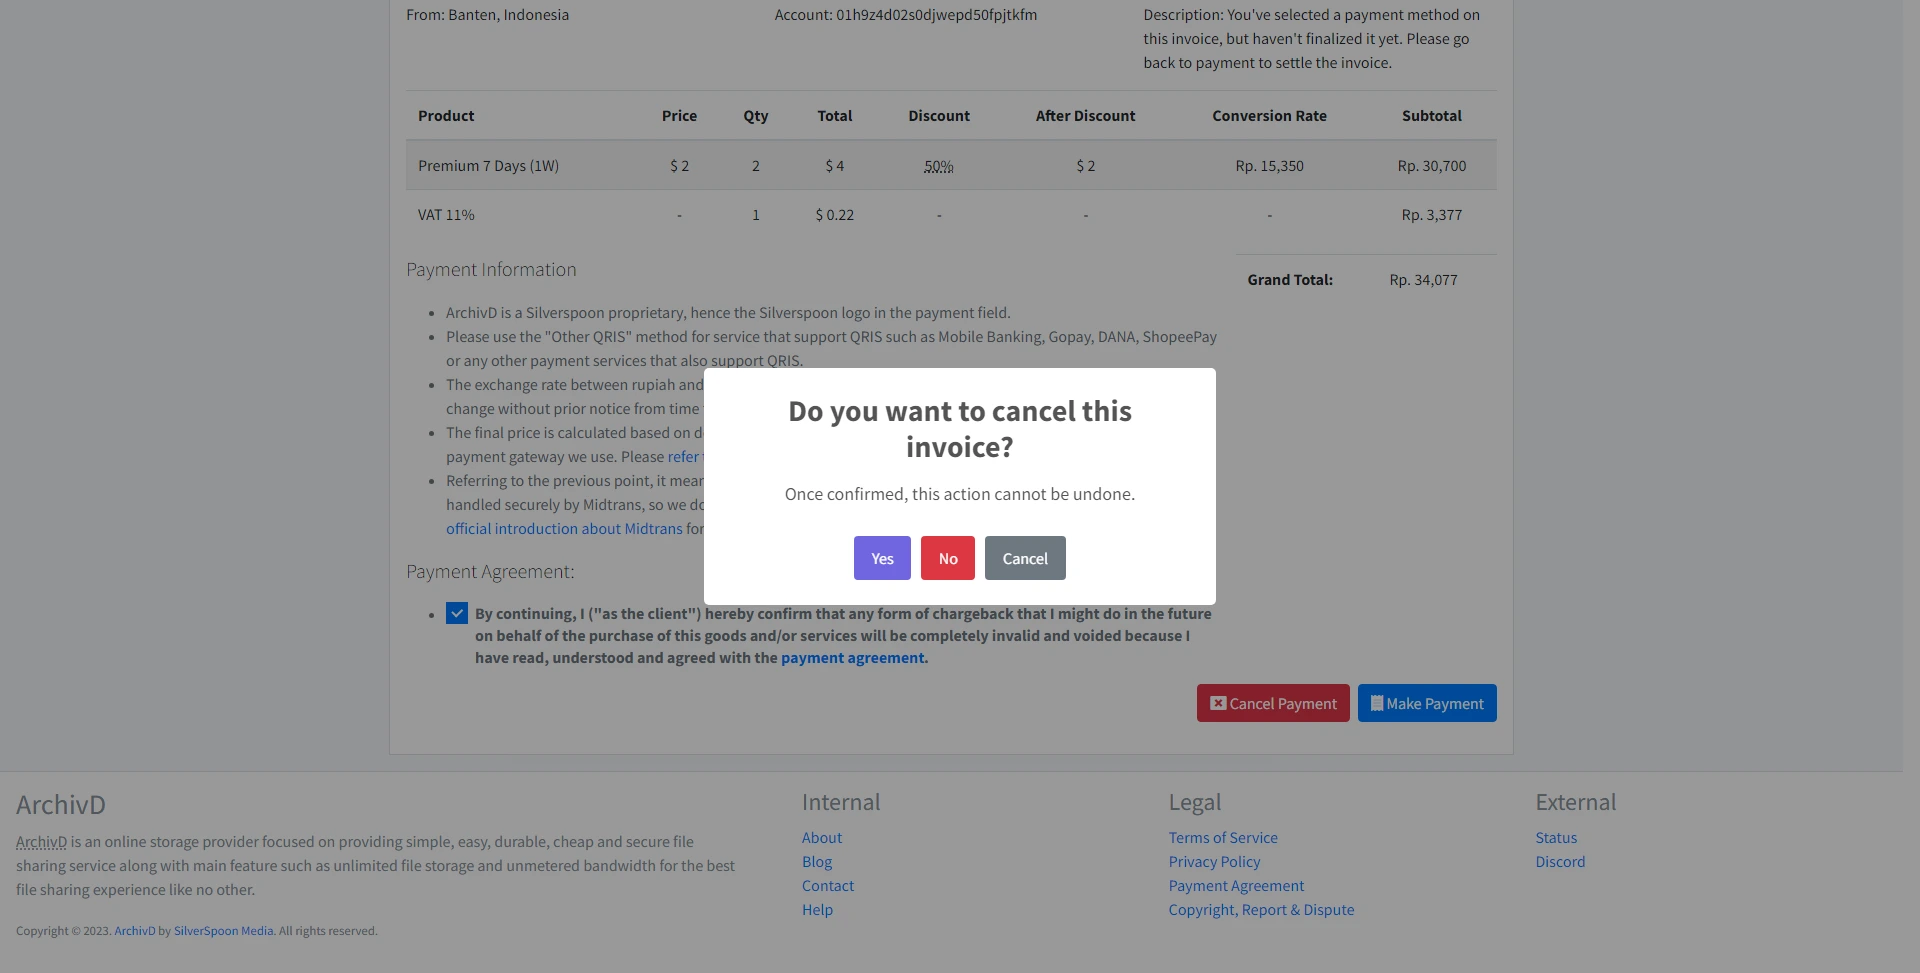 From: Banten, Indonesia
Account: 01h9z4d02s0djwepd50fpjtkfm
Description: You've selected a payment method on
this invoice, but haven't finalized it yet. Please go
back to payment to settle the invoice.
Product Price Qty Total Discount After Discount Conversion Rate Subtotal
Premium 7 Days (1W) $ 2 2 $ 4 50% $ 2 Rp. 15,350 Rp. 30,700
VAT 11% - 1 $ 0.22 - - - Rp. 3,377
Grand Total: Rp. 34,077
Payment Information
• ArchivD is a Silverspoon proprietary, hence the Silverspoon logo in the payment field.
• Please use the "Other QRIS" method for service that support QRIS such as Mobile Banking, Gopay, DANA, ShopeePay
or any other payment services that also support QRIS.
• The exchange rate between rupiah and
change without prior notice from time
• The final price is calculated based on
payment gateway we use. Please refer
• Referring to the previous point, it
handled securely by Midtrans, so we
official introduction about Midtrans for
Do you want to cancel this
invoice?
Once confirmed, this action cannot be undone.
Yes No Cancel
Payment Agreement:
• By continuing, I ("as the client") hereby confirm that any form of chargeback that I might do in the future
on behalf of the purchase of this goods and/or services will be completely invalid and voided because I
have read, understood and agreed with the payment agreement.
Cancel Payment Make Payment
ArchivD
ArchivD is an online storage provider focused on providing simple, easy, durable, cheap and secure file
sharing service along with main feature such as unlimited file storage and unmetered bandwidth for the best
file sharing experience like no other.
Copyright © 2023. ArchivD by SilverSpoon Media. All rights reserved.
Internal
About
Blog
Contact
Help
Legal
Terms of Service
Privacy Policy
Payment Agreement
Copyright, Report & Dispute
External
Status
Discord